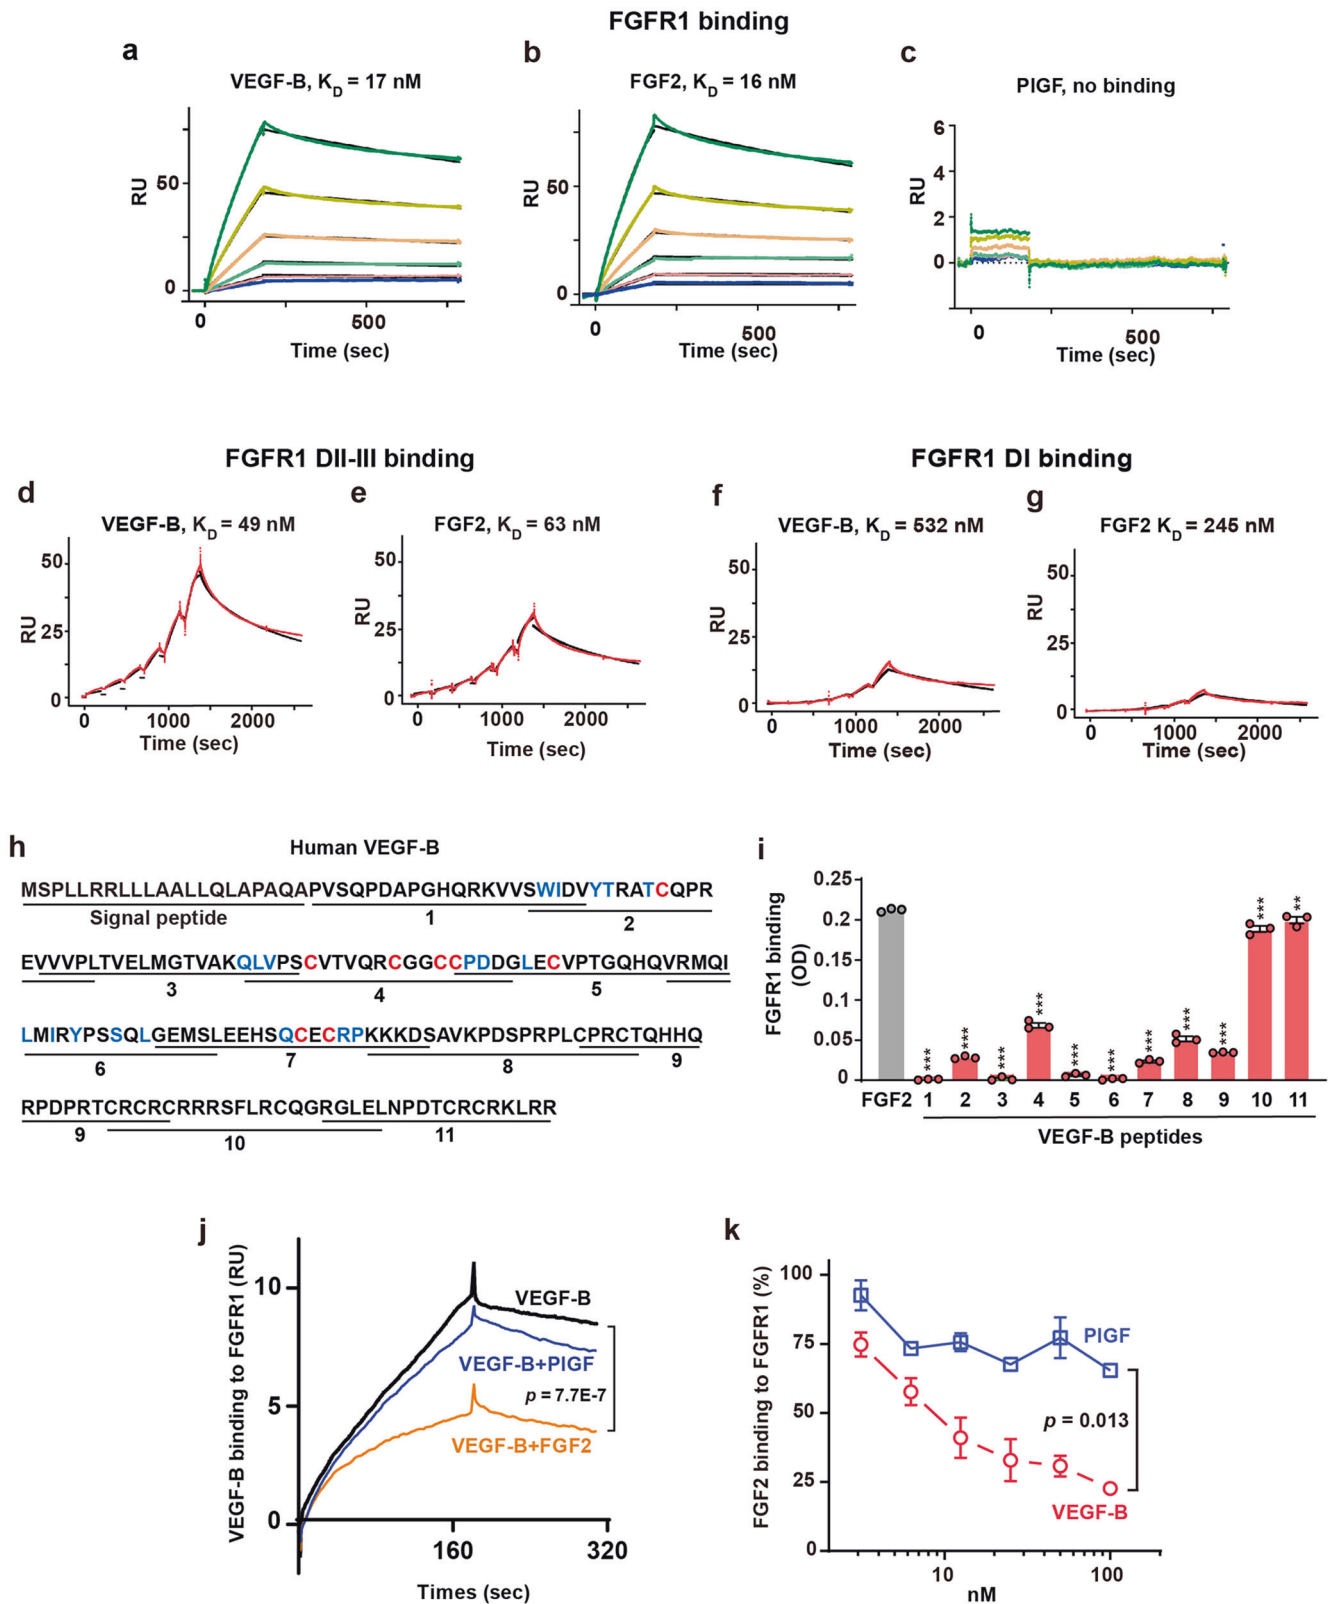 FGFR1 binding
a
b
c
VEGF-B, KD = 17 nM
FGF2, KD = 16 nM
PlGF, no binding
RU
50
0
0
500
Time (sec)
RU
50
0
0
500
Time (sec)
RU
6
4
2
0
0
500
Time (sec)
FGFR1 DII-III binding
FGFR1 DI binding
d
e
f
g
VEGF-B, KD = 49 nM
FGF2, KD = 63 nM
VEGF-B, KD = 532 nM
FGF2 KD = 245 nM
RU
50
25
0
0
1000
2000
Time (sec)
RU
50
25
0
0
1000
2000
Time (sec)
RU
50
25
0
0
1000
2000
Time (sec)
RU
50
25
0
0
1000
2000
Time (sec)
h
Human VEGF-B
MSPLLRRLLLAALLQLAPAQAPVSQPDAPGHQRKVVSWIDVYTRATCQPR
Signal peptide
1
2
EVVVPLTVELMGTVAKQLVPSCVTVQRCGGCCPDDGLECVPTGQHQVRMQI
3
4
5
LMIRYPSSQLGEMSLEEHSQCECRPKKKDSAVKPDSPRPLCPRCTQHHQ
6
7
8
9
RPDPRTCRCRCRRRSFLRCQGRGLELNPDTCRCRKLRR
9
10
11
i
FGFR1 binding
(OD)
0.25
0.2
0.15
0.1
0.05
0
***
***
***
***
***
***
***
***
***
***
**
FGF2 1 2 3 4 5 6 7 8 9 10 11
VEGF-B peptides
j
VEGF-B binding to FGFR1 (RU)
10
5
0
160
320
Times (sec)
VEGF-B
VEGF-B+PlGF
p = 7.7E-7
VEGF-B+FGF2
k
FGF2 binding to FGFR1 (%)
100
75
50
25
0
10
100
nM
PlGF
p = 0.013
VEGF-B